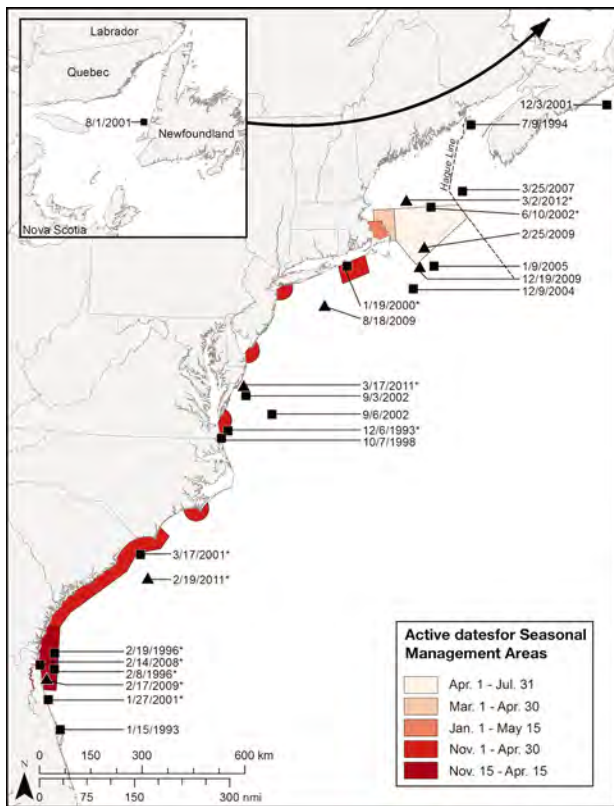 Labrador
Quebec
8/1/2001
Newfoundland
Nova Scotia
12/3/2001
7/9/1994
Hague Line
3/25/2007
3/2/2012*
6/10/2002*
2/25/2009
1/9/2005
12/19/2009
12/9/2004
1/19/2000*
8/18/2009
3/17/2011*
9/3/2002
9/6/2002
12/6/1993*
10/7/1998
3/17/2001*
2/19/2011*
2/19/1996*
2/14/2008*
2/8/1996*
2/17/2009*
1/27/2001*
1/15/1993
Active datesfor Seasonal
Management Areas
Apr. 1 - Jul. 31
Mar. 1 - Apr. 30
Jan. 1 - May 15
Nov. 1 - Apr. 30
Nov. 15 - Apr. 15
0 150 300 600 km
N
0 75 150 300 nmi